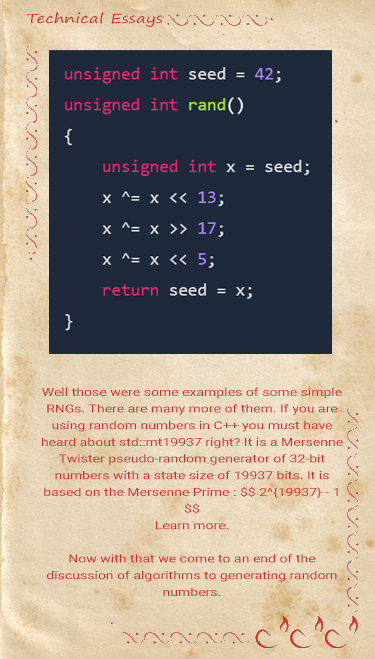 Technical Essays
unsigned int seed = 42;
unsigned int rand()
{
unsigned int x = seed;
x ^= x << 13;
x ^= x >> 17;
x ^= x << 5;
return seed = x;
}
Well those were some examples of some simple
RNGs. There are many more of them. If you are
using random numbers in C++ you must have
heard about std::mt19937 right? It is a Mersenne
Twister pseudo-random generator of 32-bit
numbers with a state size of 19937 bits. It is
based on the Mersenne Prime : $$ 2^{19937} - 1
$$
Learn more.
Now with that we come to an end of the
discussion of algorithms to generating random
numbers.